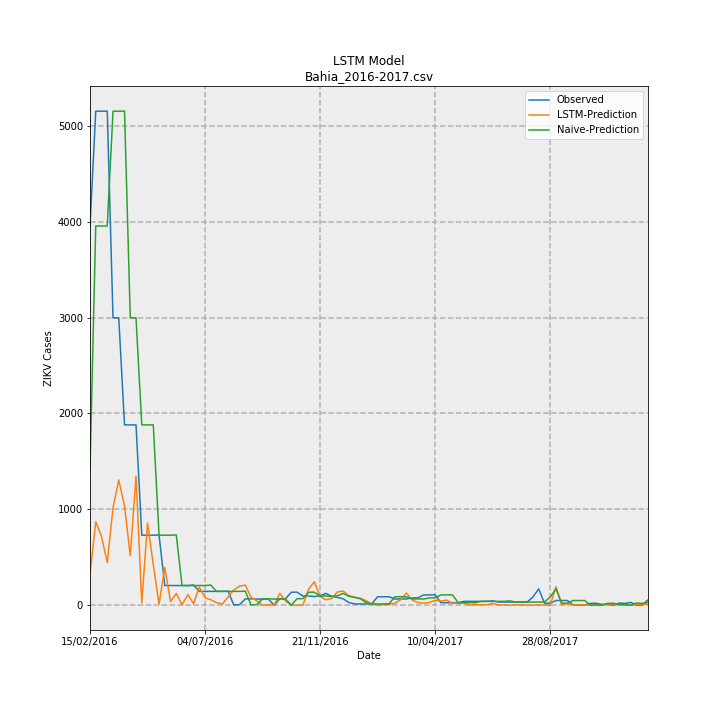 LSTM Model
Bahia_2016-2017.csv
Observed
LSTM-Prediction
Naive-Prediction
5000
4000
3000
2000
1000
0
ZIKV Cases
15/02/2016
04/07/2016
21/11/2016
10/04/2017
28/08/2017
Date